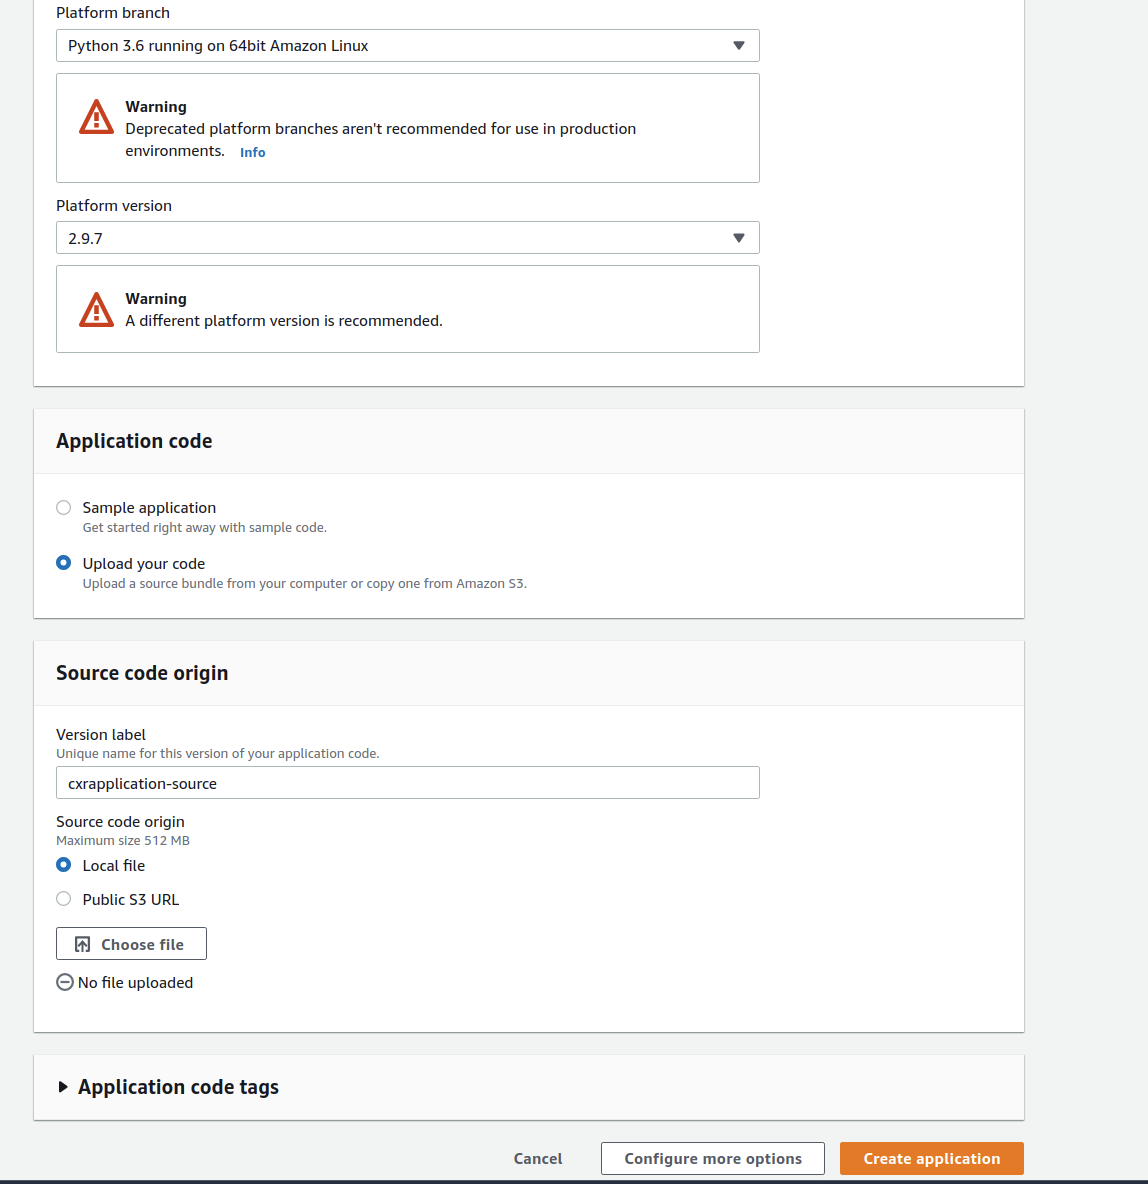 Platform branch
Python 3.6 running on 64bit Amazon Linux
Warning
Deprecated platform branches aren't recommended for use in production
environments. Info
Platform version
2.9.7
Warning
A different platform version is recommended.
Application code
Sample application
Get started right away with sample code.
Upload your code
Upload a source bundle from your computer or copy one from Amazon S3.
Source code origin
Version label
Unique name for this version of your application code.
cxrapplication-source
Source code origin
Maximum size 512 MB
Local file
Public S3 URL
Choose file
No file uploaded
Application code tags
Cancel Configure more options Create application